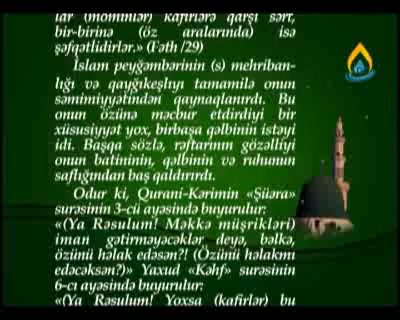 lar (möminlər) kafirlərə qarşı sərt,
bir-birinə (öz aralarında) isə
şəfqətlidirlər.» (Fəth /29)
İslam peyğəmbərinin (s) mehriban-
lığı və qayğıkeşlıyı tamamilə onun
səmimiyyətindən qaynaqlanırdı. Bu
onun özünə məcbur etdirdiyi bir
xüsusiyyət yox, birbaşa qəlbinin istəyi
idi. Başqa sözlə, rəftarının gözəlliyi
onun batininin, qəlbinin və ruhunun
saflığından baş qaldırırdı.
Odur ki, Qurani-Kərimin «Şüəra»
surəsinin 3-cü ayəsində buyurulur:
«(Ya Rəsulum! Məkkə müşrikləri)
iman gətirməyəcəklər deyə, bəlkə,
özünü həlak edəsən?! (Özünü həlakmı
edəcəksən?)» Yaxud «Kəhf» surəsinin
6-cı ayəsində buyurulur:
«(Ya Rəsulum! Yoxsa (kafirlər) bu